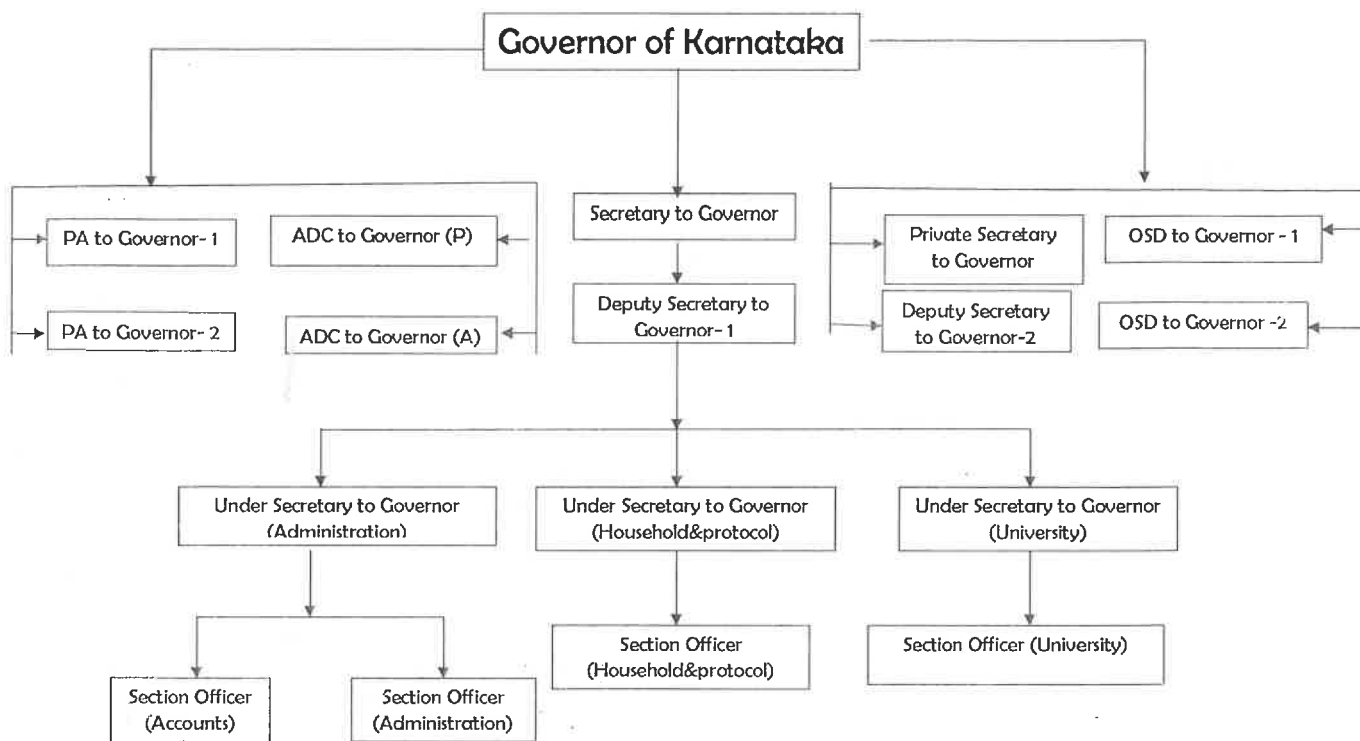 Governor of Karnataka
PA to Governor-1
ADC to Governor (P)
PA to Governor-2
ADC to Governor (A)
Secretary to Governor
Deputy Secretary to
Governor-1
Private Secretary
to Governor
OSD to Governor -1
Deputy Secretary
to Governor-2
OSD to Governor -2
Under Secretary to Governor
(Administration)
Under Secretary to Governor
(Household&protocol)
Under Secretary to Governor
(University)
Section Officer
(Accounts)
Section Officer
(Administration)
Section Officer
(Household&protocol)
Section Officer (University)